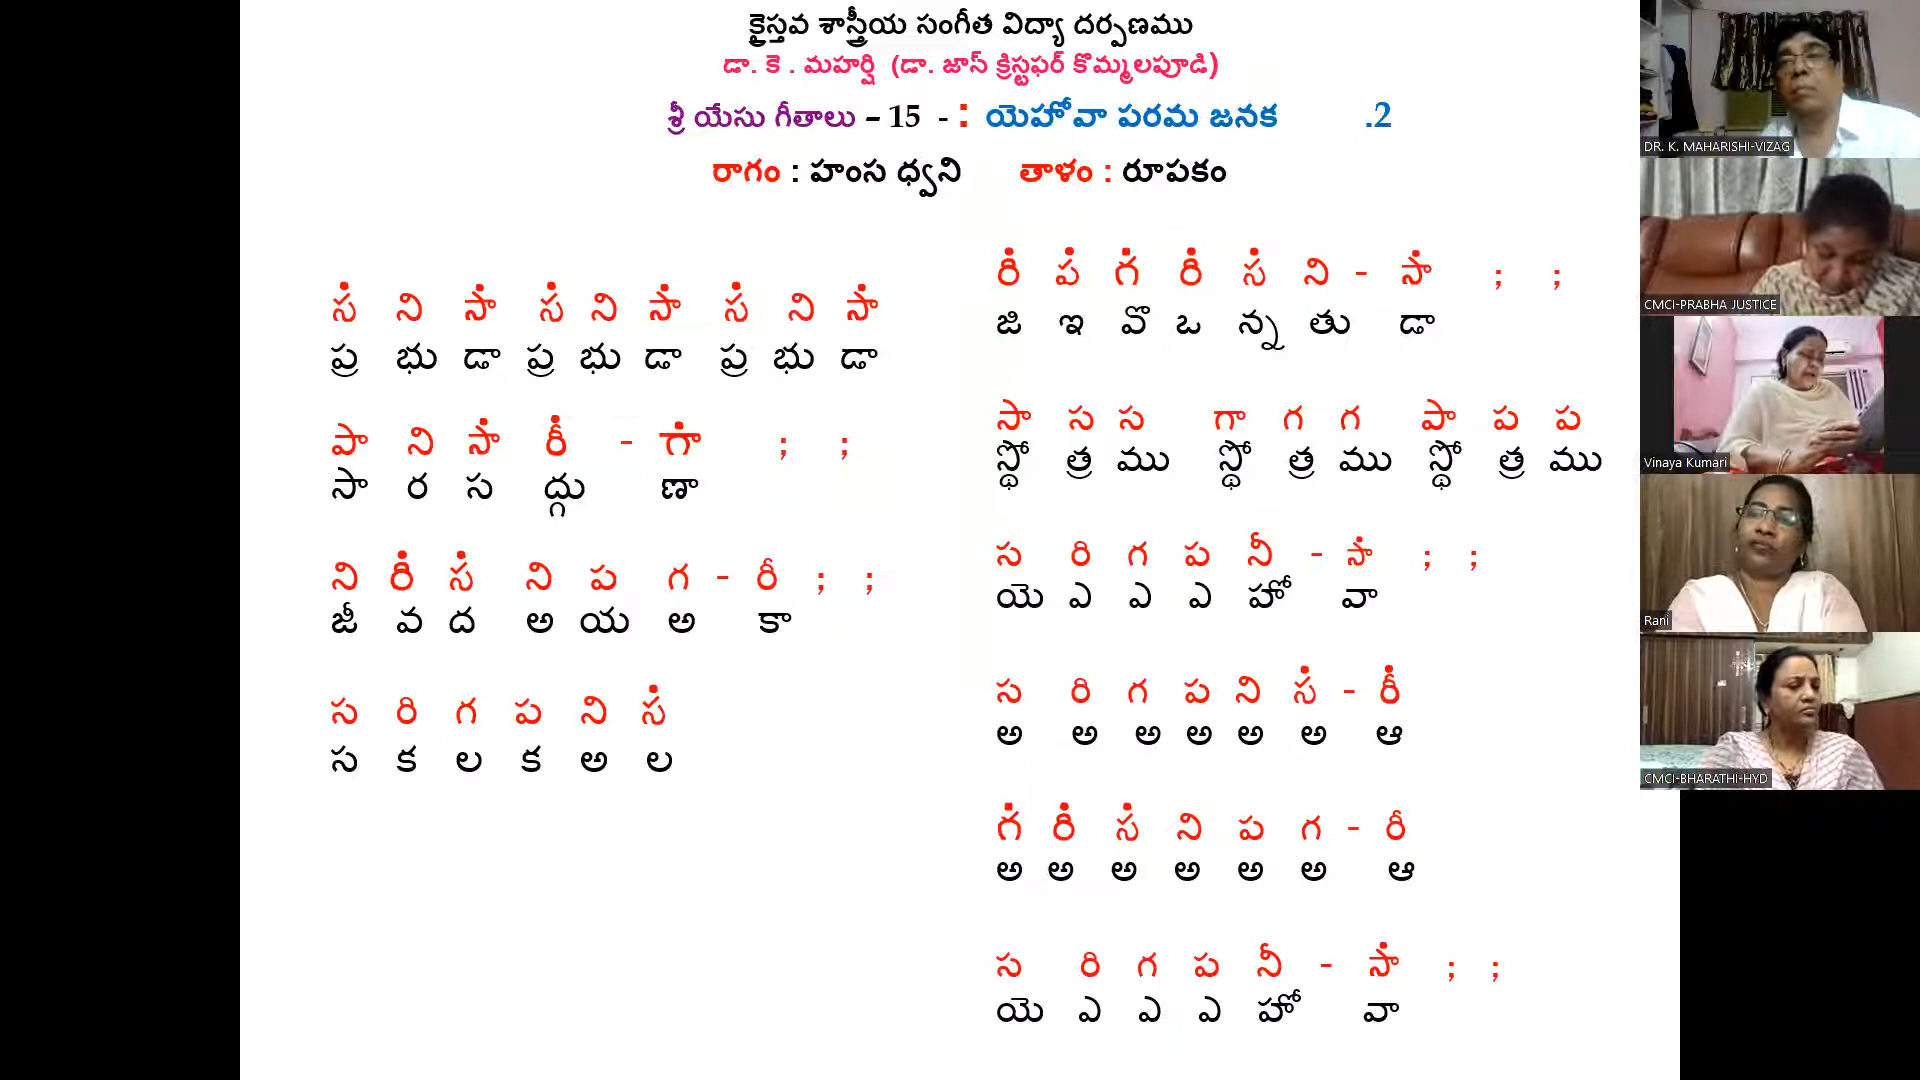 క్రైస్తవ శాస్త్రీయ సంగీత విద్యా దర్పణము
డా. కె . మహర్షి (డా. జాన్ క్రిస్టఫర్ కొమ్మలపూడి)
శ్రీ యేసు గీతాలు – 15 - : యెహోవా పరమ జనక .2
రాగం : హంస ధ్వని తాళం : రూపకం
స̇ ని సా̇ స̇ ని సా̇ స̇ ని సా̇
ప్ర భు డా ప్ర భు డా ప్ర భు డా
పా ని సా̇ రీ̇ - గా̇ ; ;
సా ర స ద్గు ణా
ని రి̇ స̇ ని ప గ - రీ ; ;
జీ వ ద అ య అ కా
స రి గ ప ని స̇
స క ల క అ ల
రి̇ ప̇ గ̇ రి̇ స̇ ని - సా̇ ; ;
జి ఇ వొ ఒ న్న తు డా
సా స స గా గ గ పా ప ప
స్థో త్ర ము స్థో త్ర ము స్థో త్ర ము
స రి గ ప నీ - సా̇ ; ;
యె ఎ ఎ ఎ హో వా
స రి గ ప ని స̇ - రీ̇
అ అ అ అ అ అ ఆ
గ̇ రి̇ స̇ ని ప గ - రీ
అ అ అ అ అ అ ఆ
స రి గ ప నీ - సా̇ ; ;
యె ఎ ఎ ఎ హో వా
DR. K. MAHARISHI-VIZAG
CMCI-PRABHA JUSTICE
Vinaya Kumari
Rani
CMCI-BHARATHI-HYD